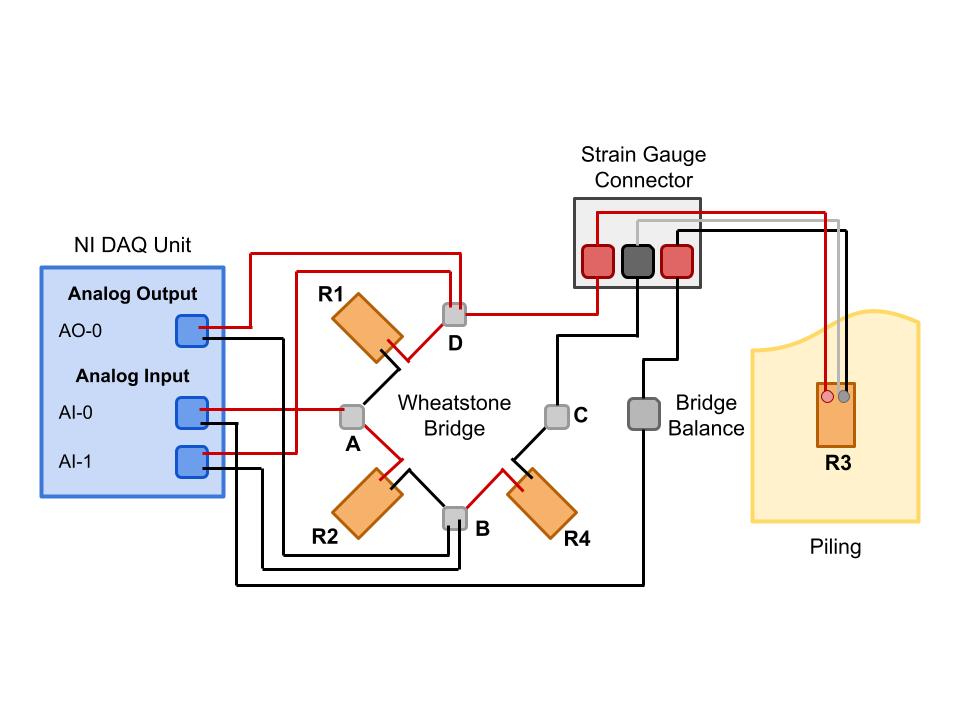 Strain Gauge
Connector
NI DAQ Unit
Analog Output
AO-0
Analog Input
AI-0
AI-1
R1
D
Wheatstone
Bridge
A
C
Bridge
Balance
R2
B
R4
R3
Piling